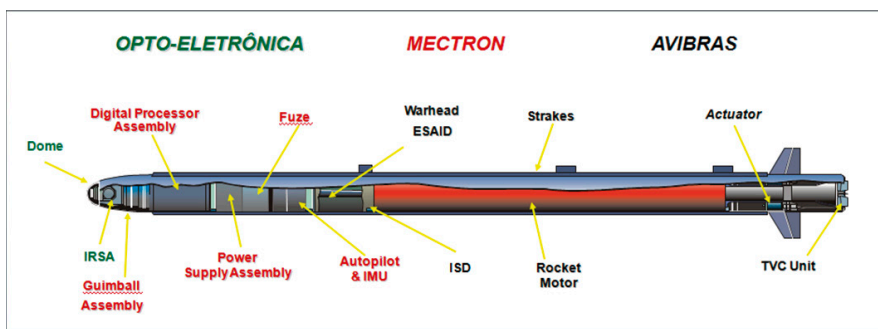 OPTO-ELETRÔNICA MECTRON AVIBRAS
Digital Processor
Assembly
Fuze
Warhead
ESAID
Strakes
Actuator
Dome
IRSA
Guimball
Assembly
Power
Supply Assembly
Autopilot
& IMU
ISD
Rocket
Motor
TVC Unit